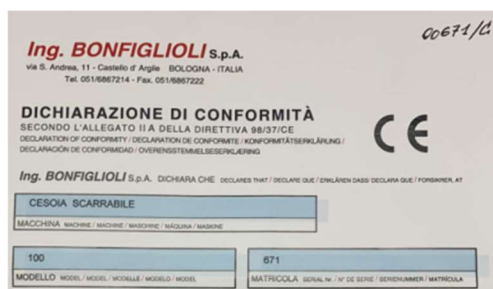 00671/C
Ing. BONFIGLIOLI S.p.A.
via S. Andrea, 11 - Castello d'Argile BOLOGNA - ITALIA
Tel. 051/6867214 - Fax. 051/6867222
DICHIARAZIONE DI CONFORMITÀ
SECONDO L'ALLEGATO II A DELLA DIRETTIVA 98/37/CE
DECLARATION OF CONFORMITY / DECLARATION DE CONFORMITE / KONFORMITÄTSERKLÄRUNG /
DECLARACIÓN DE CONFORMIDAD / OVERENSSTEMMELSESERKLÆRING
CE
Ing. BONFIGLIOLI S.p.A. DICHIARA CHE DECLARES THAT / DECLARE QUE / ERKLÄREN DASS/ DECLARA QUE / FORSIKRER, AT
CESOIA SCARRABILE
MACCHINA MACHINE / MACHINE / MASCHINE / MÁQUINA / MASKINE
100 671
MODELLO MODEL / MODEL / MODELLE / MODELO / MODEL MATRICOLA SERIAL Nr. / N° DE SERIE / SERIENUMMER / MATRÍCULA